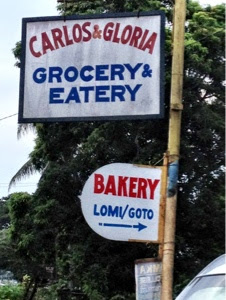 CARLOS & GLORIA
GROCERY &
EATERY
BAKERY
LOMI/GOTO